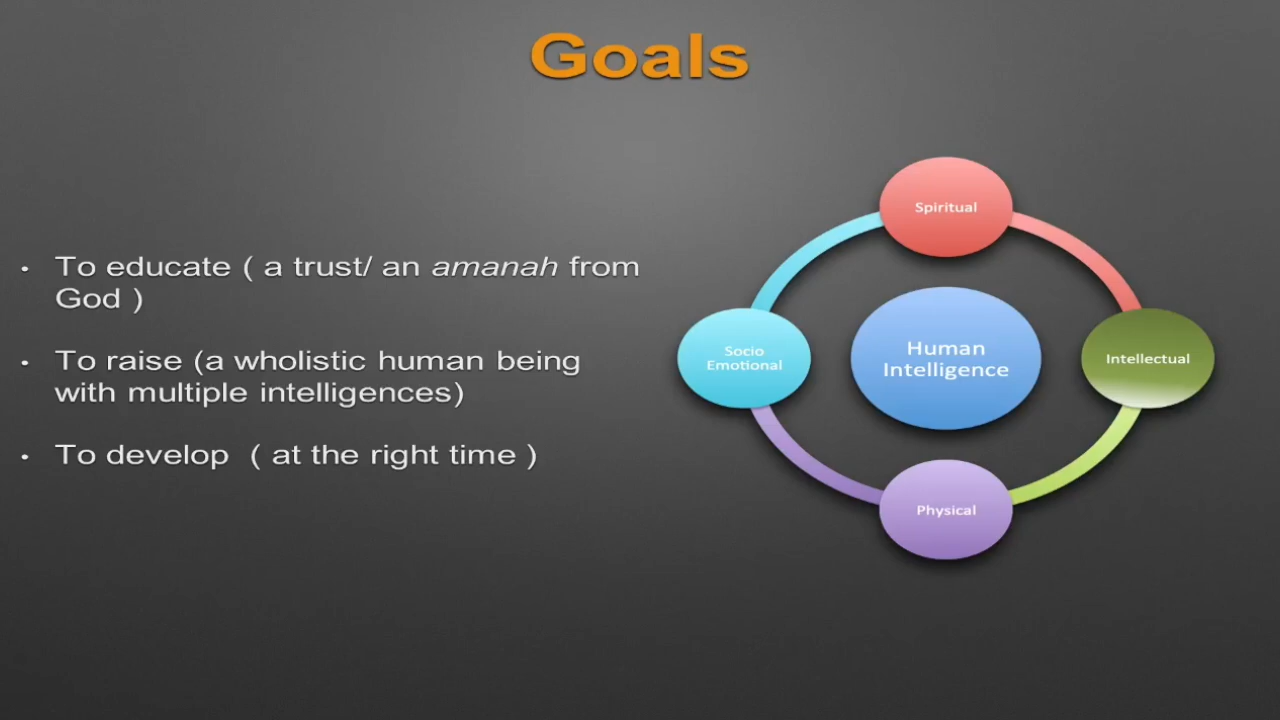 Goals
• To educate ( a trust/ an amanah from
God )
• To raise (a wholistic human being
with multiple intelligences)
• To develop ( at the right time )
Spiritual
Socio
Emotional
Human
Intelligence
Intellectual
Physical